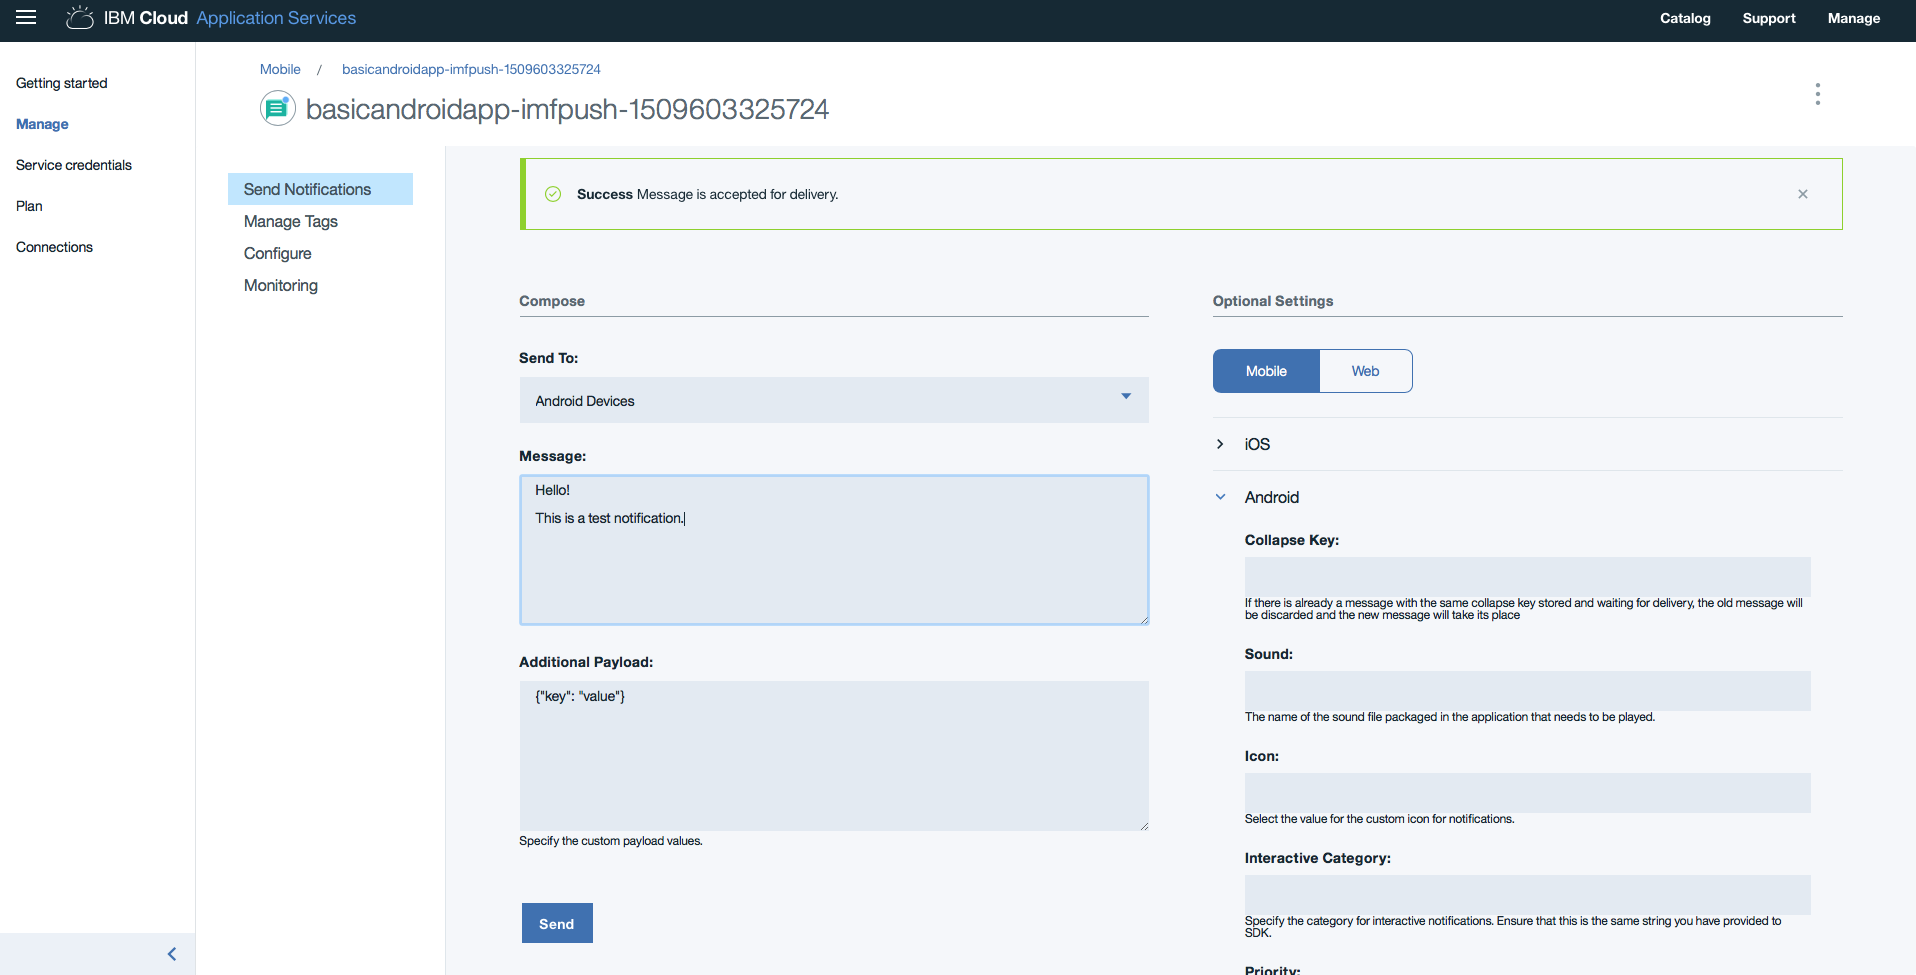 IBM Cloud Application Services
Catalog
Support
Manage
Getting started
Manage
Service credentials
Plan
Connections
Mobile / basicandroidapp-imfpush-1509603325724
basicandroidapp-imfpush-1509603325724
Send Notifications
Manage Tags
Configure
Monitoring
Success Message is accepted for delivery.
Compose
Send To:
Android Devices
Message:
Hello!
This is a test notification.
Additional Payload:
{"key": "value"}
Specify the custom payload values.
Send
Optional Settings
Mobile
Web
iOS
Android
Collapse Key:
If there is already a message with the same collapse key stored and waiting for delivery, the old message will
be discarded and the new message will take its place
Sound:
The name of the sound file packaged in the application that needs to be played.
Icon:
Select the value for the custom icon for notifications.
Interactive Category:
Specify the category for interactive notifications. Ensure that this is the same string you have provided to
SDK.
Priority: